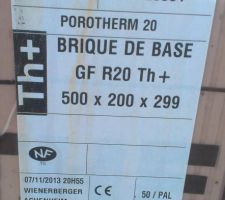 POROTHERM 20
Th+
BRIQUE DE BASE
GF R20 Th+
500 x 200 x 299
NF
07/11/2013 20H55
WIENERBERGER
ACHENHEIM
CE
50 / PAL